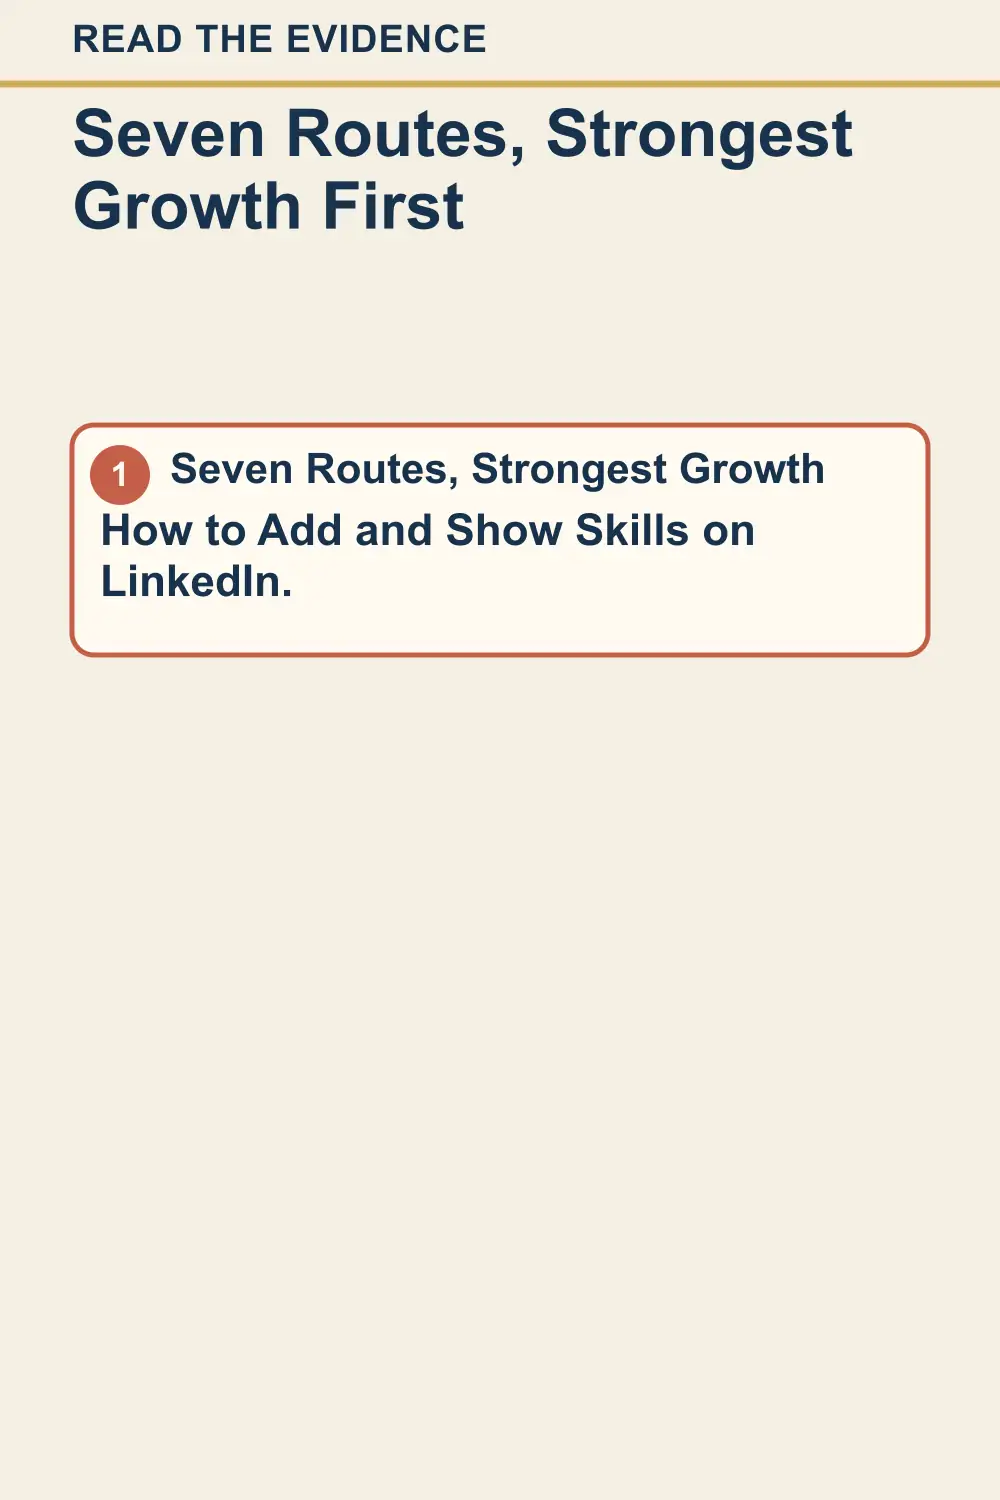 READ THE EVIDENCE
Seven Routes, Strongest
Growth First
1 Seven Routes, Strongest Growth
How to Add and Show Skills on
LinkedIn.